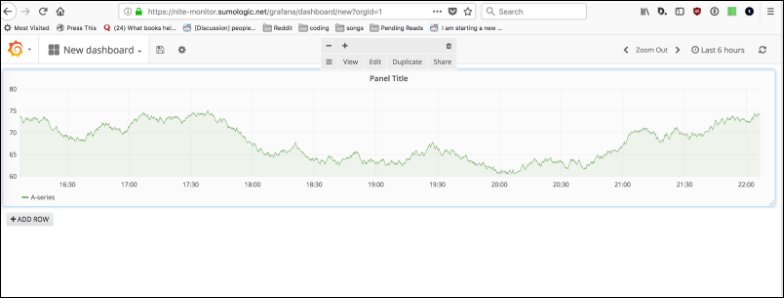 https://nite-monitor.sumologic.net/grafana/dashboard/new?orgId=1
Search
Most Visited Press This (24) What books hel... [Discussion] people... Reddit coding songs Pending Reads I am starting a new ...
New dashboard
Zoom Out Last 6 hours
View Edit Duplicate Share
Panel Title
80
75
70
65
60
16:30 17:00 17:30 18:00 18:30 19:00 19:30 20:00 20:30 21:00 21:30 22:00
A-series
+ ADD ROW